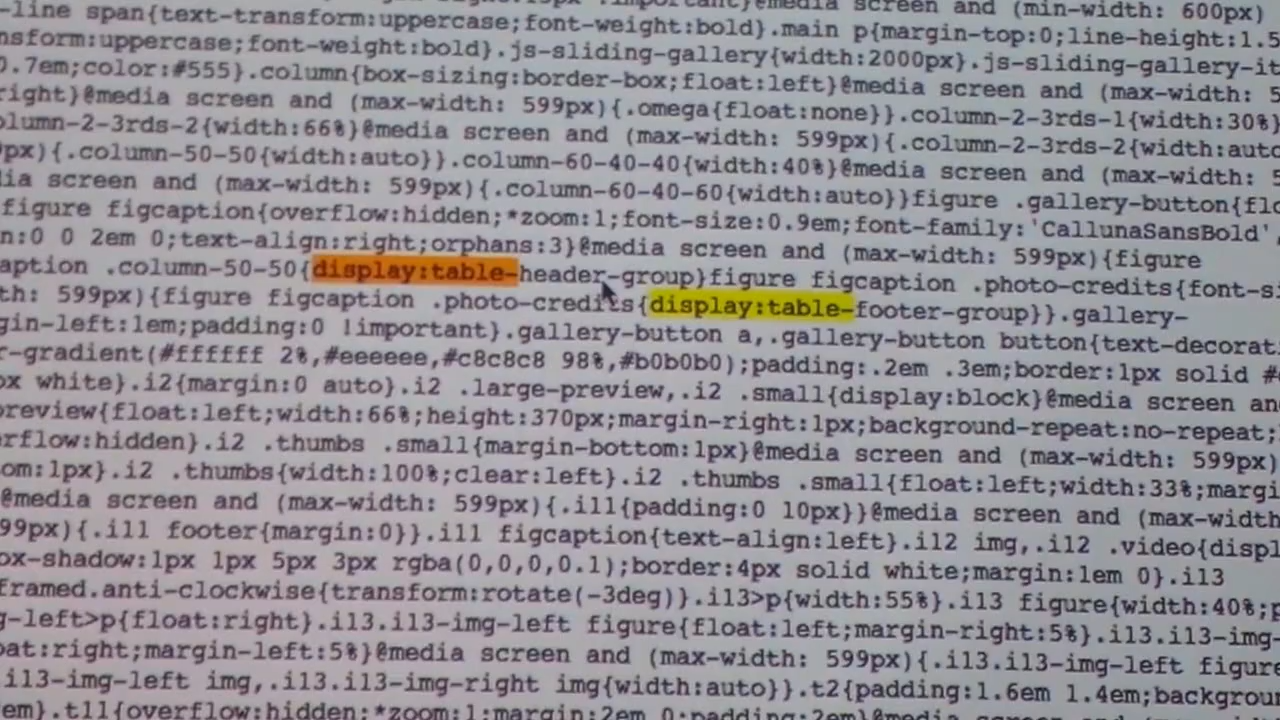 -line span{text-transform:uppercase;font-weight:bold}.main p{margin-top:0;line-height:1.5
nsform:uppercase;font-weight:bold}.js-sliding-gallery{width:2000px}.js-sliding-gallery-it
0.7em;color:#555}.column{box-sizing:border-box;float:left}@media screen and (max-width: 5
right}@media screen and (max-width: 599px){.omega{float:none}}.column-2-3rds-1{width:30%}
olumn-2-3rds-2{width:66%}@media screen and (max-width: 599px){.column-2-3rds-2{width:auto
9px){.column-50-50{width:auto}}.column-60-40-40{width:40%}@media screen and (max-width: 5
dia screen and (max-width: 599px){.column-60-40-60{width:auto}}figure .gallery-button{flo
figure figcaption{overflow:hidden;*zoom:1;font-size:0.9em;font-family:'CallunaSansBold',
n:0 0 2em 0;text-align:right;orphans:3}@media screen and (max-width: 599px){figure
aption .column-50-50{display:table-header-group}figure figcaption .photo-credits{font-si
th: 599px){figure figcaption .photo-credits{display:table-footer-group}}.gallery-
gin-left:1em;padding:0 !important}.gallery-button a,.gallery-button button{text-decorat
r-gradient(#ffffff 2%,#eeeeee,#c8c8c8 98%,#b0b0b0);padding:.2em .3em;border:1px solid #
ox white}.i2{margin:0 auto}.i2 .large-preview,.i2 .small{display:block}@media screen an
preview{float:left;width:66%;height:370px;margin-right:1px;background-repeat:no-repeat;
erflow:hidden}.i2 .thumbs .small{margin-bottom:1px}@media screen and (max-width: 599px)
om:1px}.i2 .thumbs{width:100%;clear:left}.i2 .thumbs .small{float:left;width:33%;margi
@media screen and (max-width: 599px){.i11{padding:0 10px}}@media screen and (max-width
99px){.i11 footer{margin:0}}.i11 figcaption{text-align:left}.i12 img,.i12 .video{displ
ox-shadow:1px 1px 5px 3px rgba(0,0,0,0.1);border:4px solid white;margin:1em 0}.i13
framed.anti-clockwise{transform:rotate(-3deg)}.i13>p{width:55%}.i13 figure{width:40%;p
g-left>p{float:right}.i13.i13-img-left figure{float:left;margin-right:5%}.i13.i13-img-
oat:right;margin-left:5%}@media screen and (max-width: 599px){.i13.i13-img-left figure
.i13-img-left img,.i13.i13-img-right img{width:auto}}.t2{padding:1.6em 1.4em;backgrou
em}.t11{overflow:hidden;*zoom:1;margin:2em 0;padding:2em}@media screen and